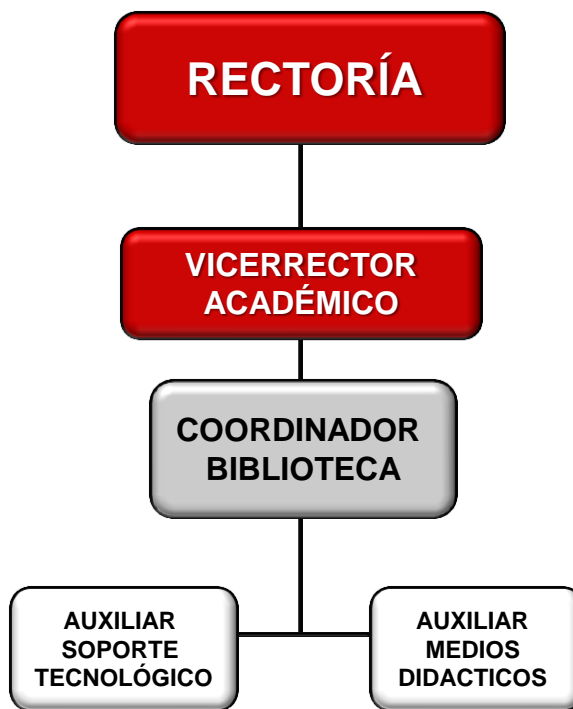 RECTORÍA
VICERRECTOR
ACADÉMICO
COORDINADOR
BIBLIOTECA
AUXILIAR
SOPORTE
TECNOLÓGICO
AUXILIAR
MEDIOS
DIDACTICOS